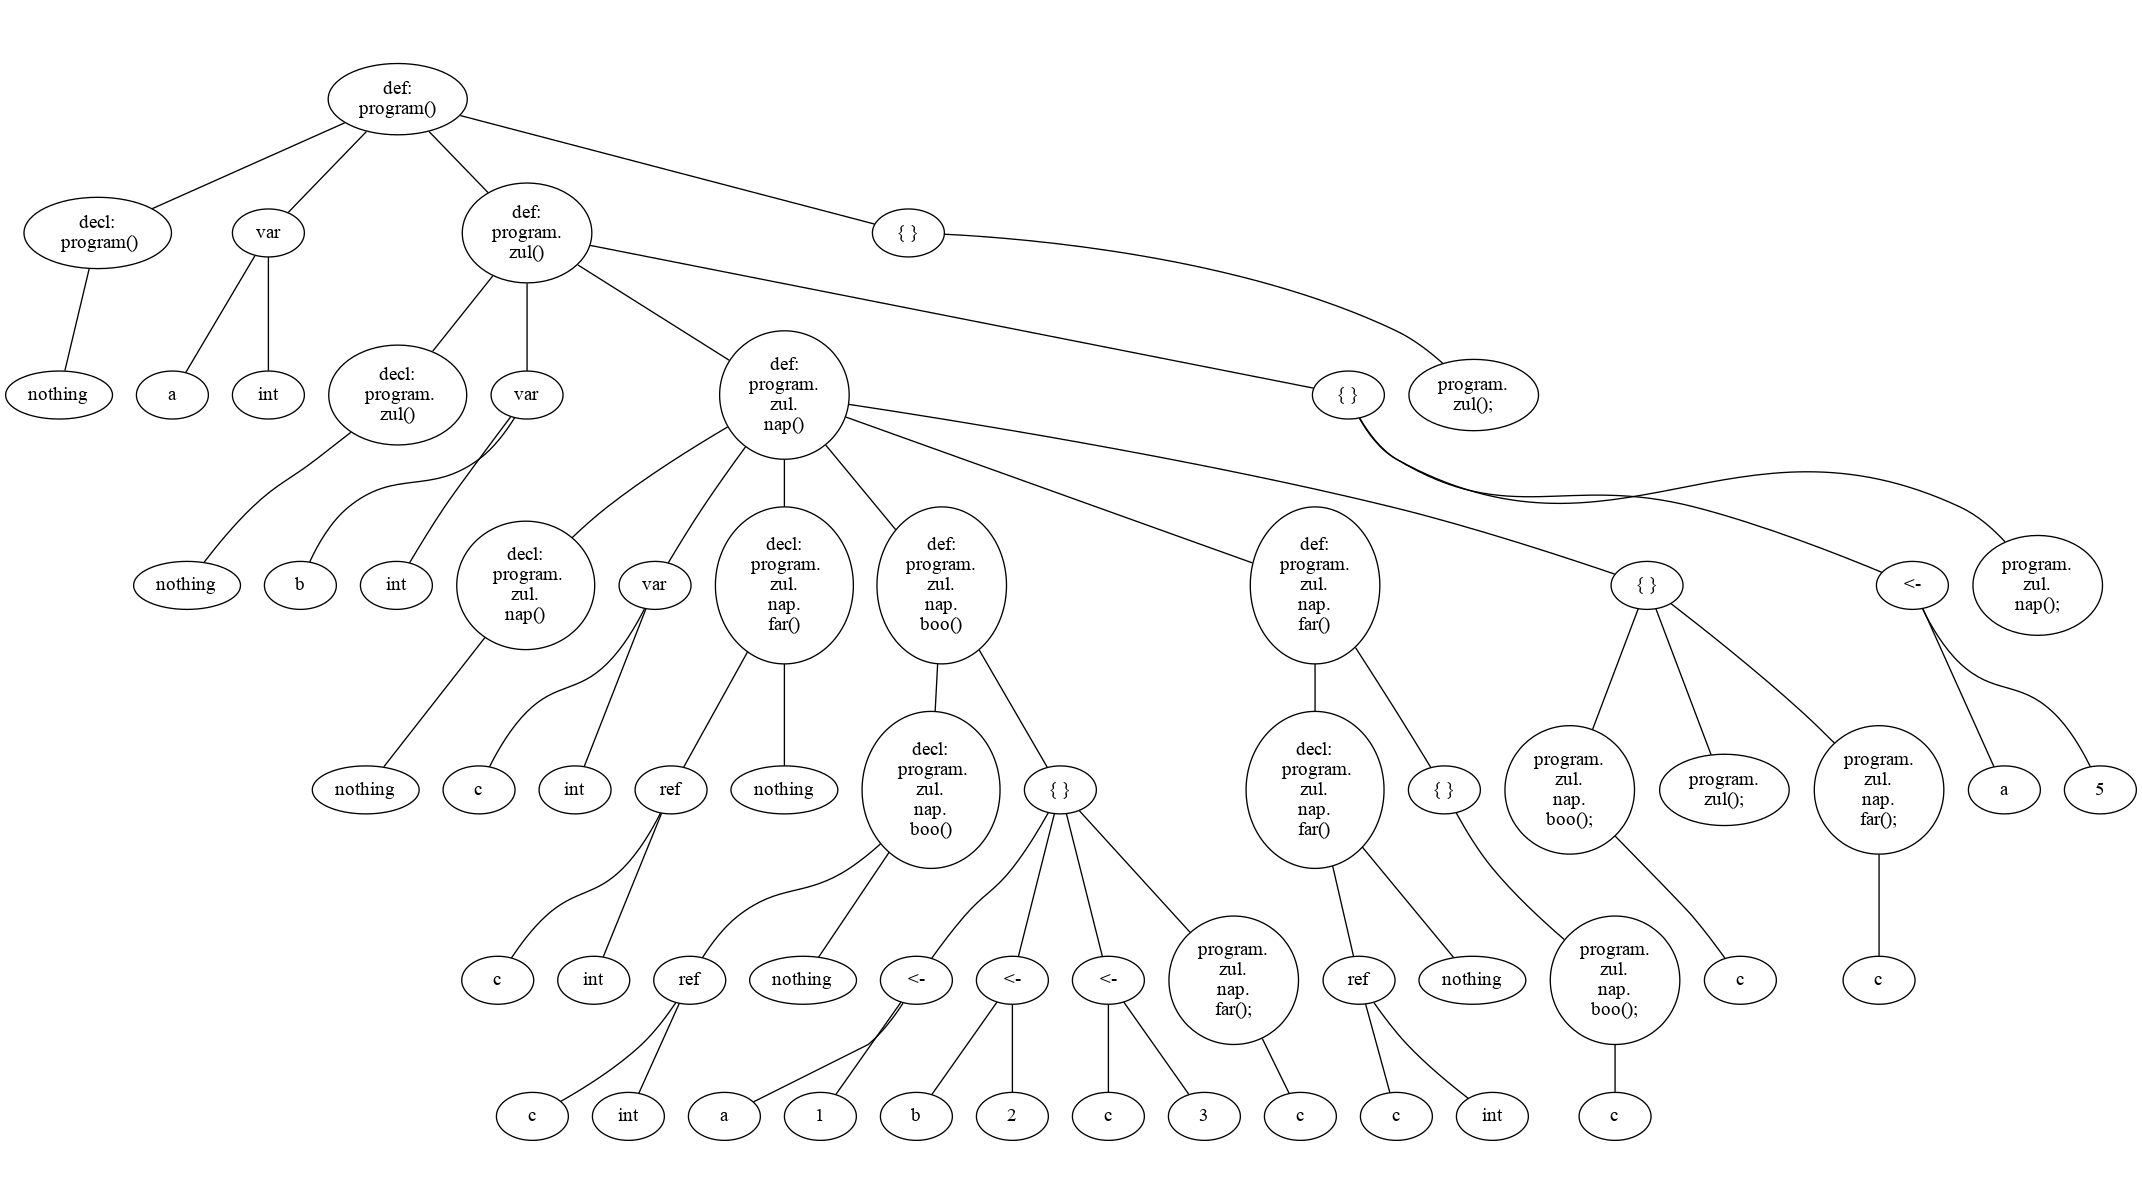 def:
program()
decl:
program()
var
def:
program.
zul()
{ }
nothing
a
int
decl:
program.
zul()
var
def:
program.
zul.
nap()
{ }
program.
zul();
nothing
b
int
decl:
program.
zul.
nap()
var
decl:
program.
zul.
nap.
far()
def:
program.
zul.
nap.
boo()
def:
program.
zul.
nap.
far()
{ }
<-
program.
zul.
nap();
nothing
c
int
ref
nothing
decl:
program.
zul.
nap.
boo()
{ }
decl:
program.
zul.
nap.
far()
{ }
program.
zul.
nap.
boo();
program.
zul();
program.
zul.
nap.
far();
a
5
c
int
ref
nothing
<-
<-
<-
program.
zul.
nap.
far();
ref
nothing
program.
zul.
nap.
boo();
c
c
c
int
a
1
b
2
c
3
c
c
int
c